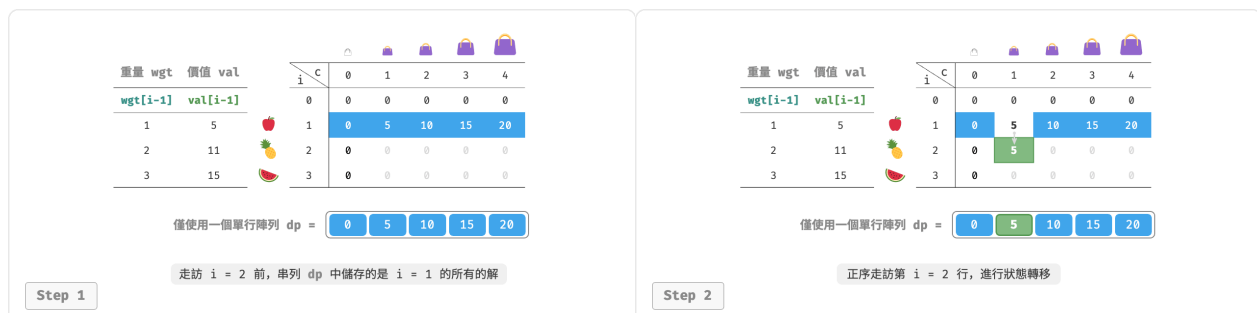 重量 wgt 價值 val
wgt[i-1] val[i-1]
1 5
2 11
3 15
i c 0 1 2 3 4
0 0 0 0 0 0
1 0 5 10 15 20
2 0 0 0 0 0
3 0 0 0 0 0
僅使用一個單行陣列 dp = 0 5 10 15 20
走訪 i = 2 前，串列 dp 中儲存的是 i = 1 的所有的解
Step 1
重量 wgt 價值 val
wgt[i-1] val[i-1]
1 5
2 11
3 15
i c 0 1 2 3 4
0 0 0 0 0 0
1 0 5 10 15 20
2 0 5 0 0 0
3 0 0 0 0 0
僅使用一個單行陣列 dp = 0 5 10 15 20
正序走訪第 i = 2 行，進行狀態轉移
Step 2